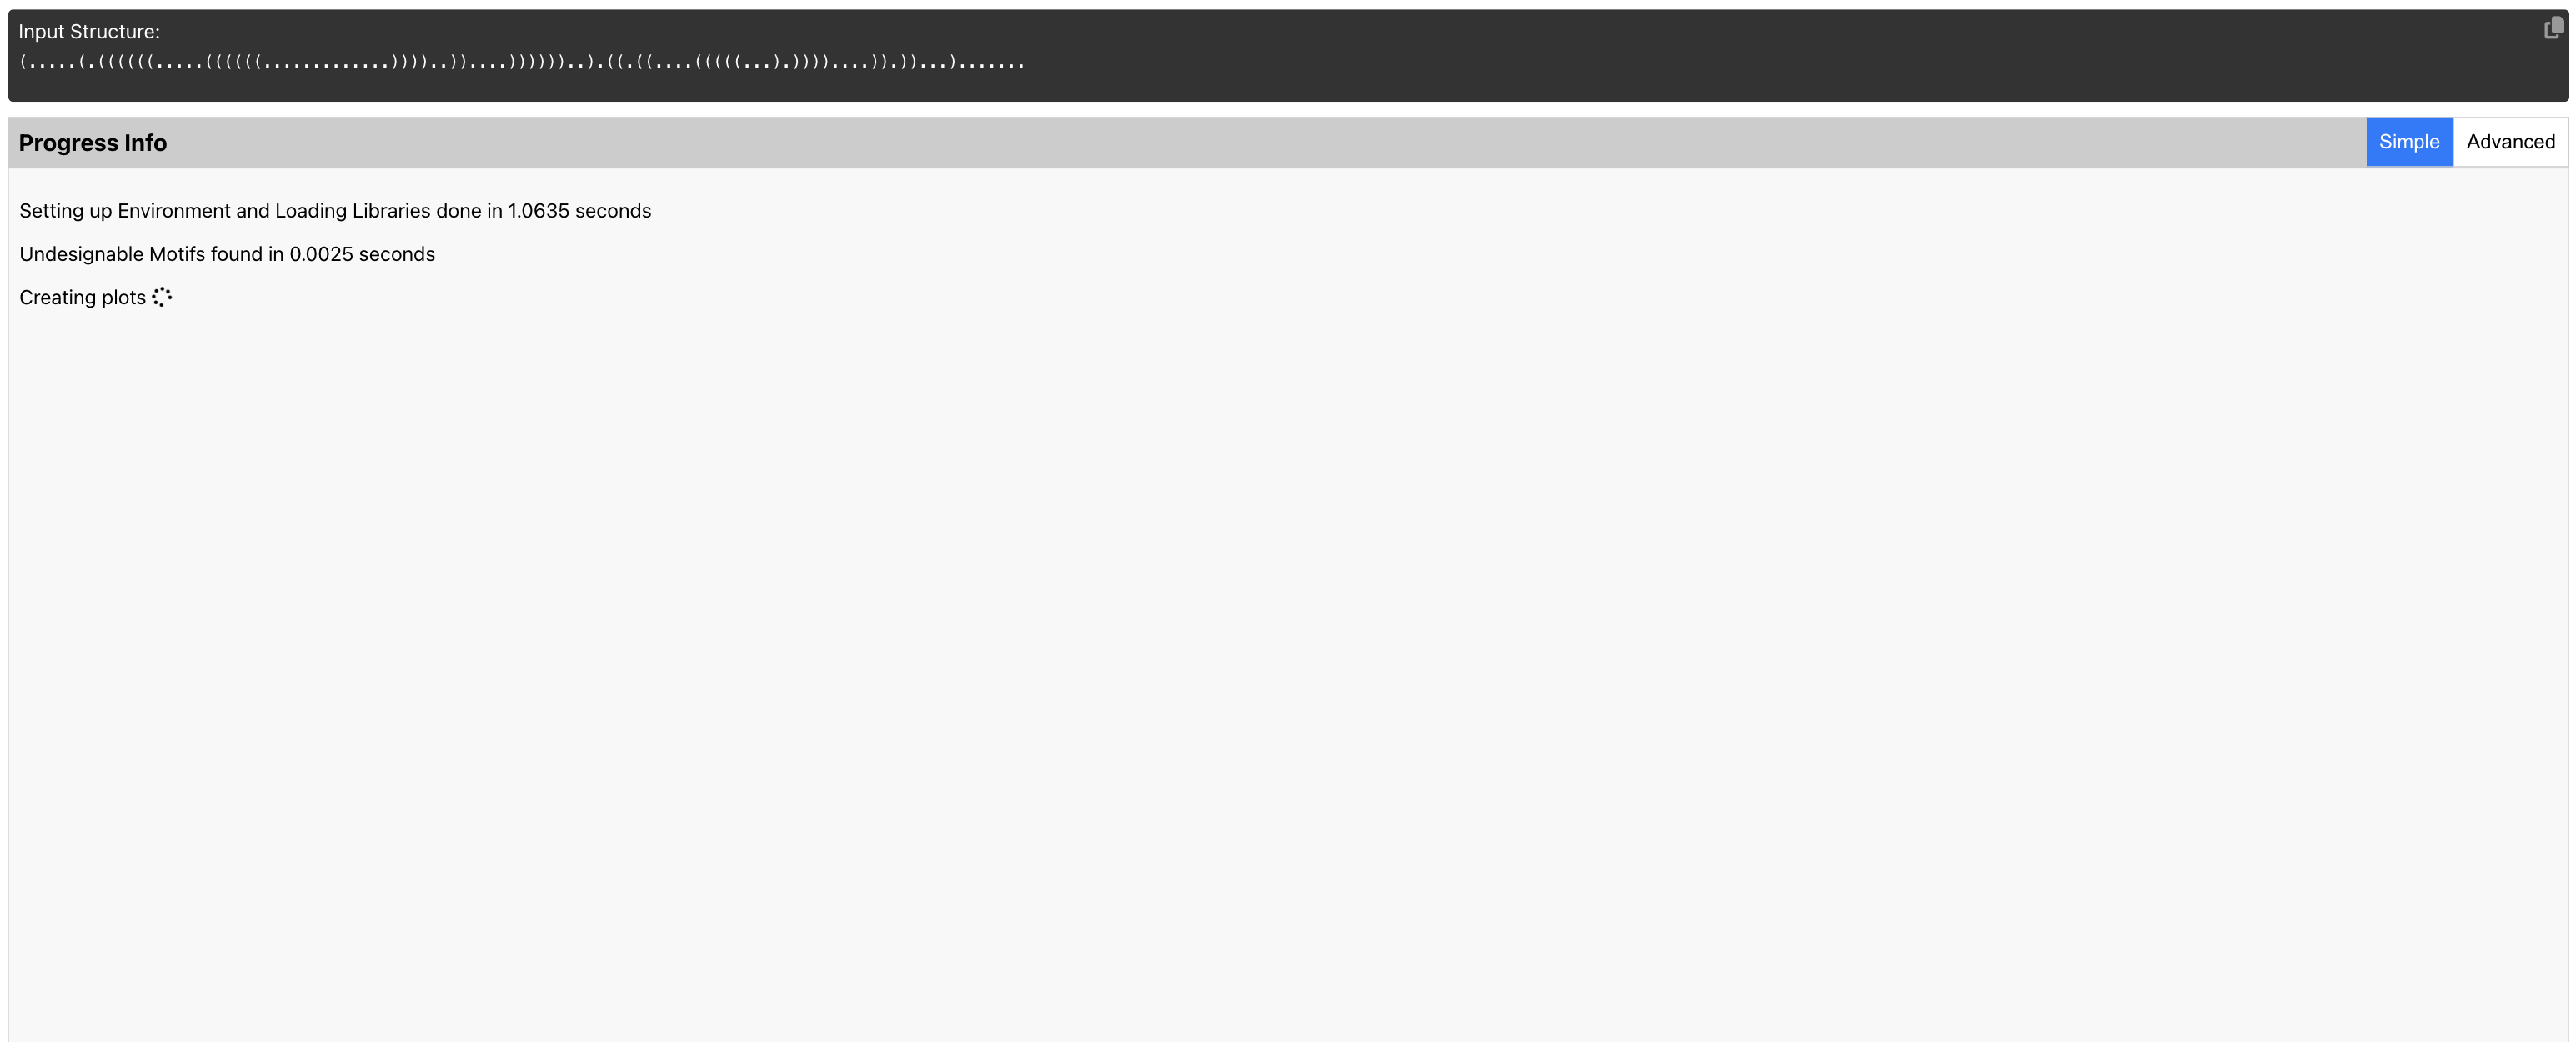 Input Structure:
(.....(.((((((.....((((((.............))))..))....))))))..).((.((....(((((...).))))....)).))...).......
Progress Info
Simple
Advanced
Setting up Environment and Loading Libraries done in 1.0635 seconds
Undesignable Motifs found in 0.0025 seconds
Creating plots